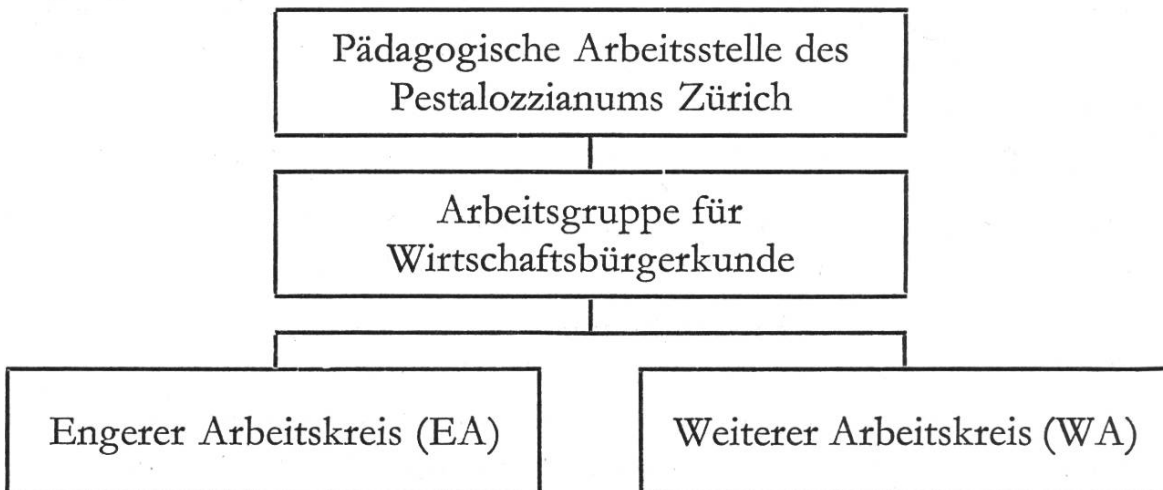 Pädagogische Arbeitsstelle des
Pestalozzianums Zürich
Arbeitsgruppe für
Wirtschaftsbürgerkunde
Engerer Arbeitskreis (EA)
Weiterer Arbeitskreis (WA)